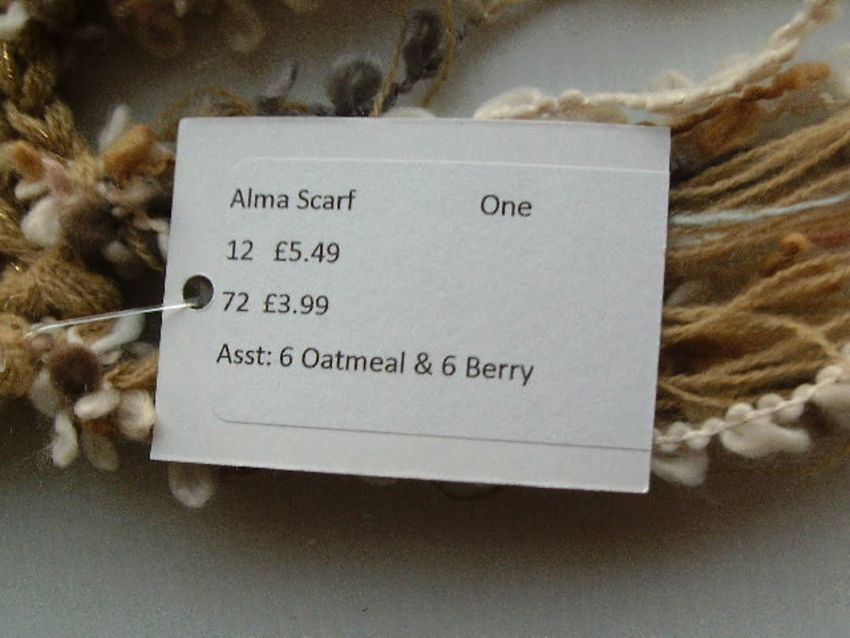 Alma Scarf One
12 £5.49
72 £3.99
Asst: 6 Oatmeal & 6 Berry